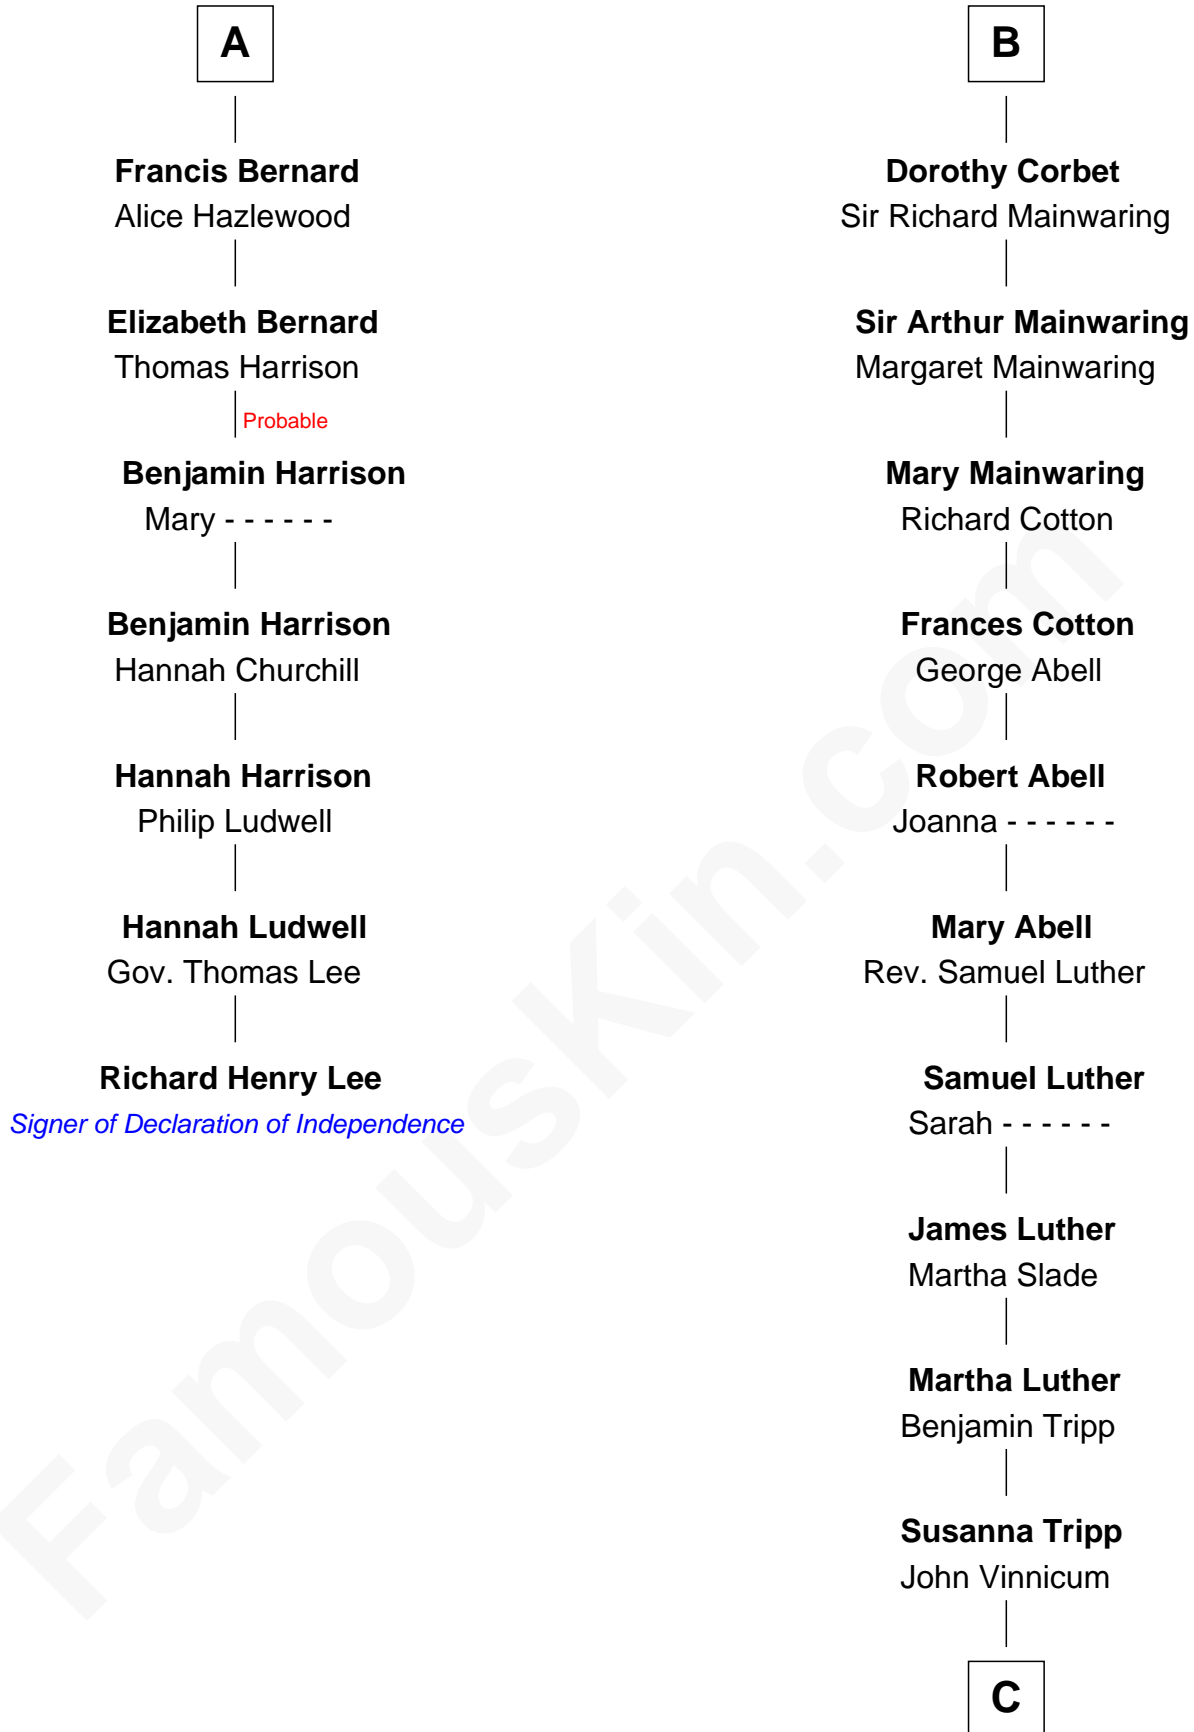 A
Francis Bernard
Alice Hazlewood
Elizabeth Bernard
Thomas Harrison
Probable
Benjamin Harrison
Mary - - - - - -
Benjamin Harrison
Hannah Churchill
Hannah Harrison
Philip Ludwell
Hannah Ludwell
Gov. Thomas Lee
Richard Henry Lee
Signer of Declaration of Independence
B
Dorothy Corbet
Sir Richard Mainwaring
Sir Arthur Mainwaring
Margaret Mainwaring
Mary Mainwaring
Richard Cotton
Frances Cotton
George Abell
Robert Abell
Joanna - - - - - -
Mary Abell
Rev. Samuel Luther
Samuel Luther
Sarah - - - - - -
James Luther
Martha Slade
Martha Luther
Benjamin Tripp
Susanna Tripp
John Vinnicum
C
FamousKin.com